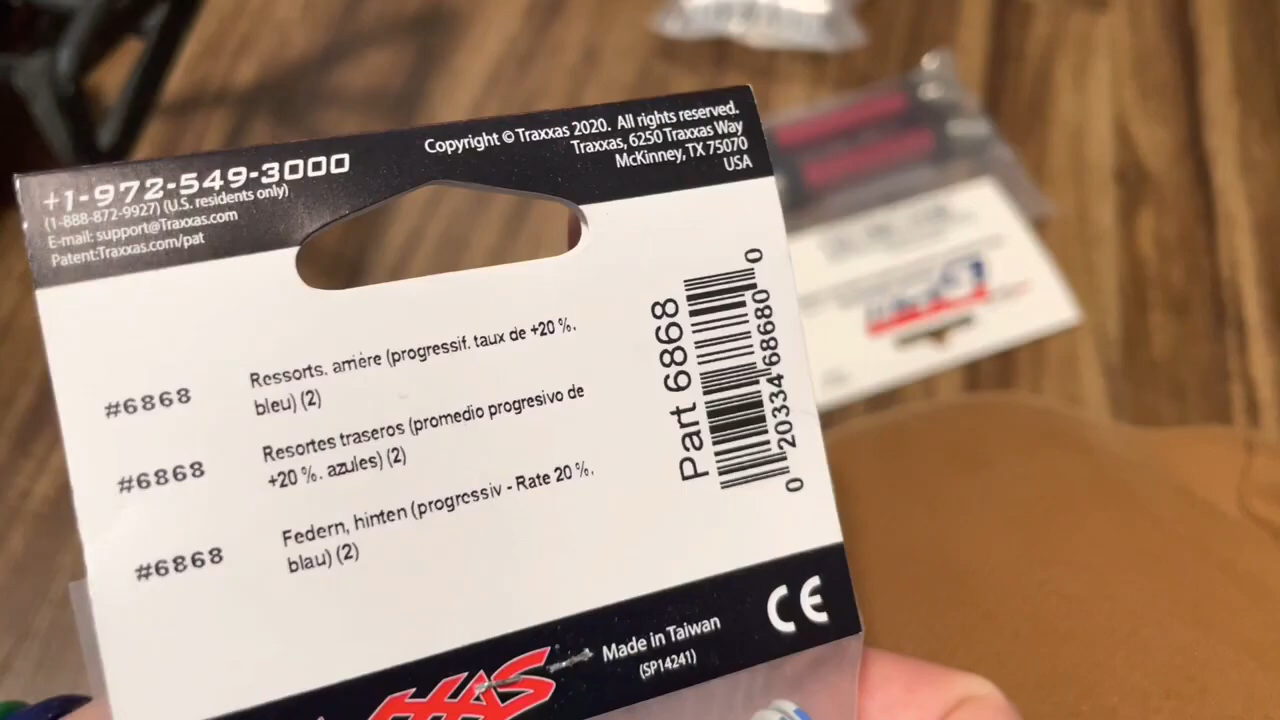 +1-972-549-3000
(1-888-872-9927) (U.S. residents only)
E-mail: support@Traxxas.com
Patent:Traxxas.com/pat
Copyright © Traxxas 2020. All rights reserved.
Traxxas, 6250 Traxxas Way
McKinney, TX 75070
USA
#6868 Ressorts. arrière (progressif. taux de +20 %.
bleu) (2)
#6868 Resortes traseros (promedio progresivo de
+20 %. azules) (2)
#6868 Federn, hinten (progressiv - Rate 20 %.
blau) (2)
Part 6868
0 20334 68680 0
CE
Made in Taiwan
(SP14241)